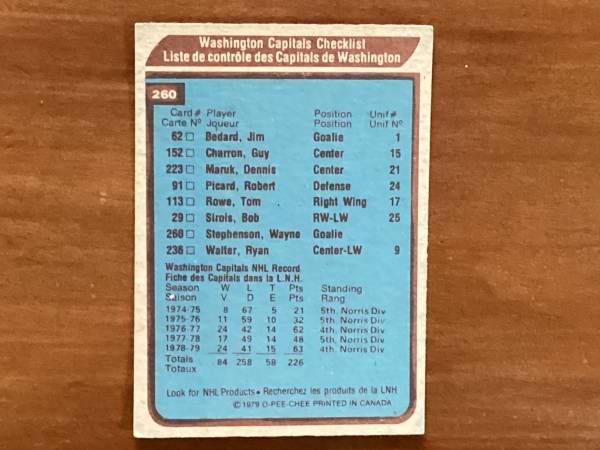 Washington Capitals Checklist
Liste de contrôle des Capitals de Washington
260
Card # Player Position Unif #
Carte Nº Joueur Position Unif Nº
62 Bedard, Jim Goalie 1
152 Charron, Guy Center 15
223 Maruk, Dennis Center 21
91 Picard, Robert Defense 24
113 Rowe, Tom Right Wing 17
29 Sirois, Bob RW-LW 25
260 Stephenson, Wayne Goalie
236 Walter, Ryan Center-LW 9
Washington Capitals NHL Record
Fiche des Capitals dans la L.N.H.
Season W L T Pts Standing
Saison V D E Pts Rang
1974-75 8 67 5 21 5th, Norris Div
1975-76 11 59 10 32 5th, Norris Div
1976-77 24 42 14 62 4th, Norris Div
1977-78 17 49 14 48 5th, Norris Div
1978-79 24 41 15 63 4th, Norris Div
Totals 84 258 58 226
Totaux
Look for NHL Products • Recherchez les produits de la LNH
© 1979 O-PEE-CHEE PRINTED IN CANADA